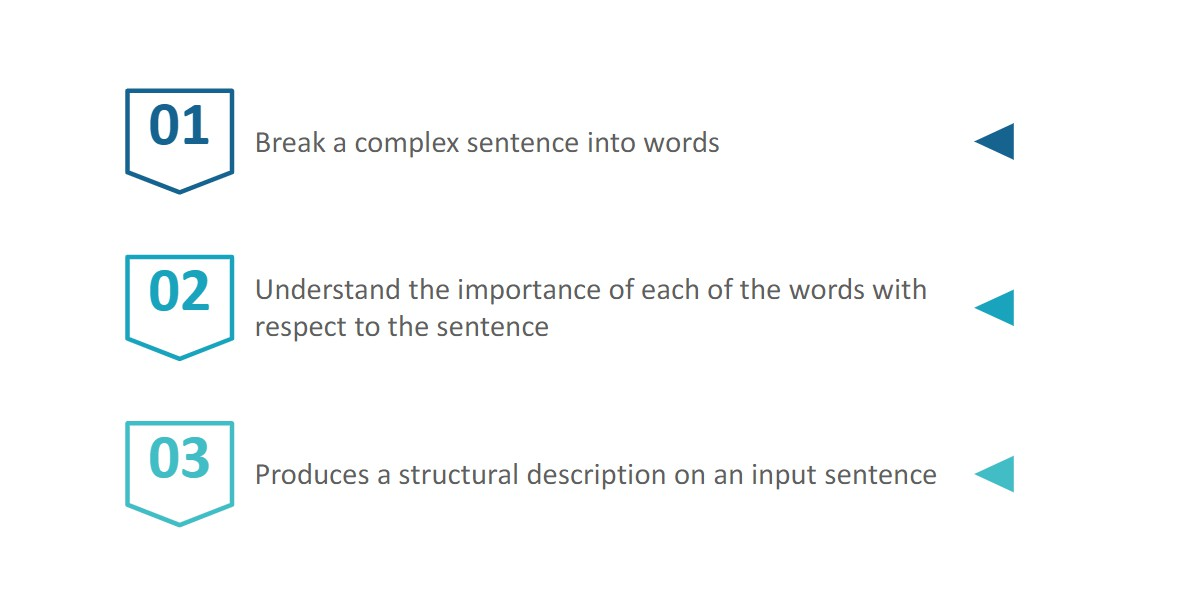 01
Break a complex sentence into words
02
Understand the importance of each of the words with
respect to the sentence
03
Produces a structural description on an input sentence